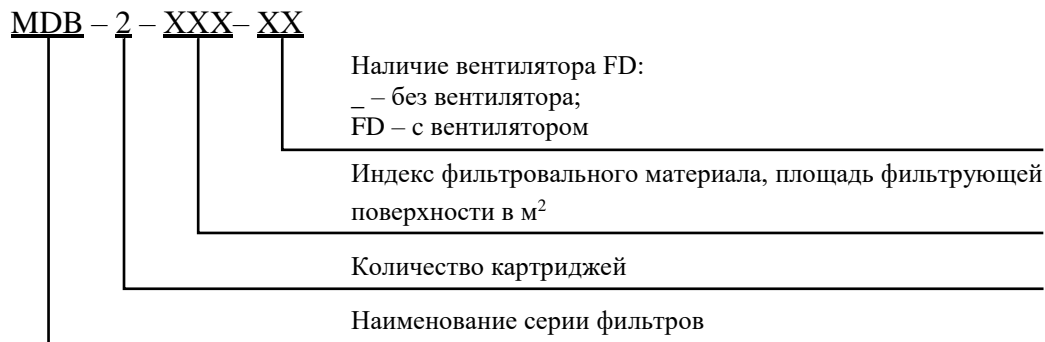 MDB – 2 – XXX– XX
Наличие вентилятора FD:
_ – без вентилятора;
FD – с вентилятором
Индекс фильтровального материала, площадь фильтрующей
поверхности в м²
Количество картриджей
Наименование серии фильтров